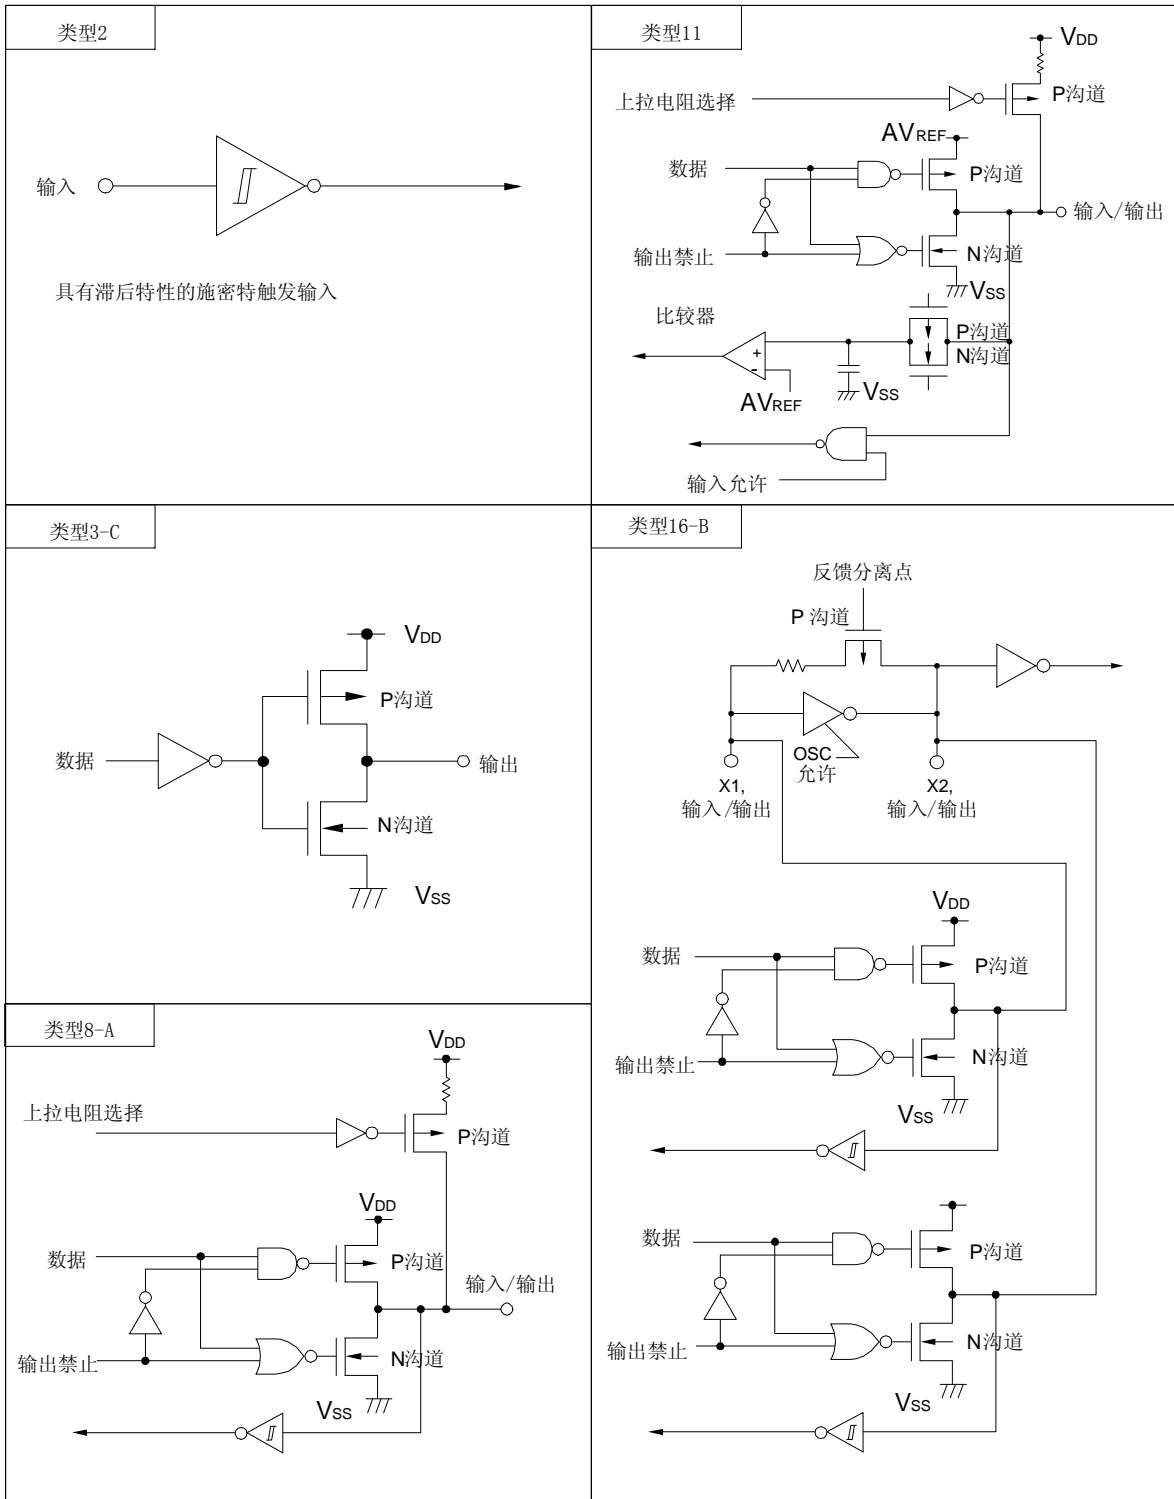 类型2
输入
具有滞后特性的施密特触发输入
类型11
VDD
上拉电阻选择
P沟道
AVREF
数据
P沟道
输入/输出
输出禁止
N沟道
VSS
比较器
P沟道
N沟道
+
-
VSS
AVREF
输入允许
类型3-C
VDD
P沟道
数据
输出
N沟道
VSS
类型8-A
VDD
上拉电阻选择
P沟道
VDD
数据
P沟道
输入/输出
输出禁止
N沟道
VSS
类型16-B
反馈分离点
P 沟道
OSC
允许
X1,
输入/输出
X2,
输入/输出
VDD
数据
P沟道
输出禁止
N沟道
VSS
数据
P沟道
输出禁止
N沟道
VSS